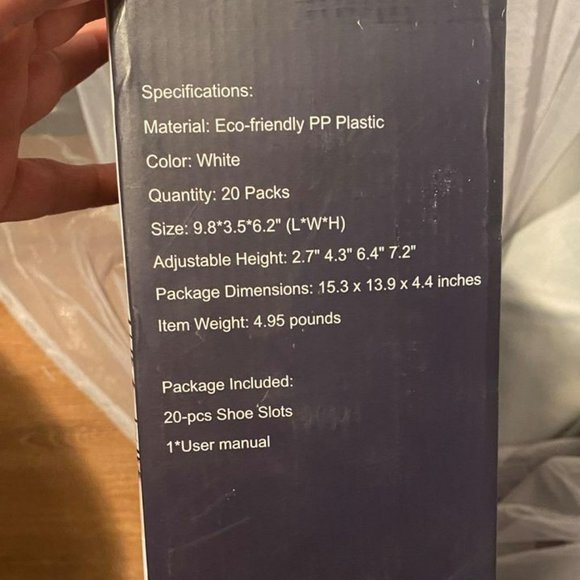 Specifications:
Material: Eco-friendly PP Plastic
Color: White
Quantity: 20 Packs
Size: 9.8*3.5*6.2" (L*W*H)
Adjustable Height: 2.7" 4.3" 6.4" 7.2"
Package Dimensions: 15.3 x 13.9 x 4.4 inches
Item Weight: 4.95 pounds
Package Included:
20-pcs Shoe Slots
1*User manual